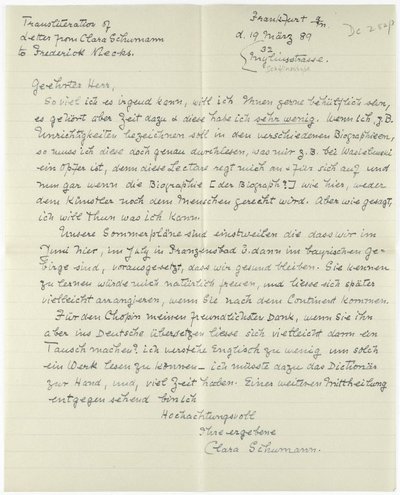 Transliteration of
Letter from Clara Schumann
to Frederick Niecks.
Frankfurt a/m.
d. 19 März 89
32
Myliusstrasse.
Dc 252P
Geehrter Herr,
So viel ich es irgend kann, will ich Ihnen gerne behülflich sein,
es gehört aber Zeit dazu & diese habe ich sehr wenig. Wenn ich z.B.
Unrichtigkeiten bezeichnen soll in den verschiedenen Biographieen,
so muss ich diese doch genau durchlesen, was mir z.B. bei Wasielewski
ein Opfer ist, denn diese Lectüre regt mich an & für sich auf und
nun gar wenn die Biographie [der Biograph?] wie hier, weder
dem Künstler noch dem Menschen gerecht wird. Aber wie gesagt,
ich will thun was ich kann.
Unsere Sommerpläne sind einstweilen die dass wir im
Juni hier, im July in Franzensbad & dann im bayrischen Ge-
birge sind, vorausgesetzt, dass wir gesund bleiben. Sie kennen
zu lernen würde mich natürlich freuen, und liesse sich später
vielleicht arrangieren, wenn Sie nach dem Continent kommen.
Für den Chopin meinen freundlichsten Dank, wenn Sie ihn
aber ins Deutsche übersetzen liesse sich vielleicht dann ein
Tausch machen? ich verstehe Englisch zu wenig um solch
ein Werk lesen zu können — ich müsste dazu das Dictionär
zur Hand, und, viel Zeit haben. Einer weiteren Mittheilung
entgegen sehend bin ich
Hochachtungsvoll
Ihre ergebene
Clara Schumann.